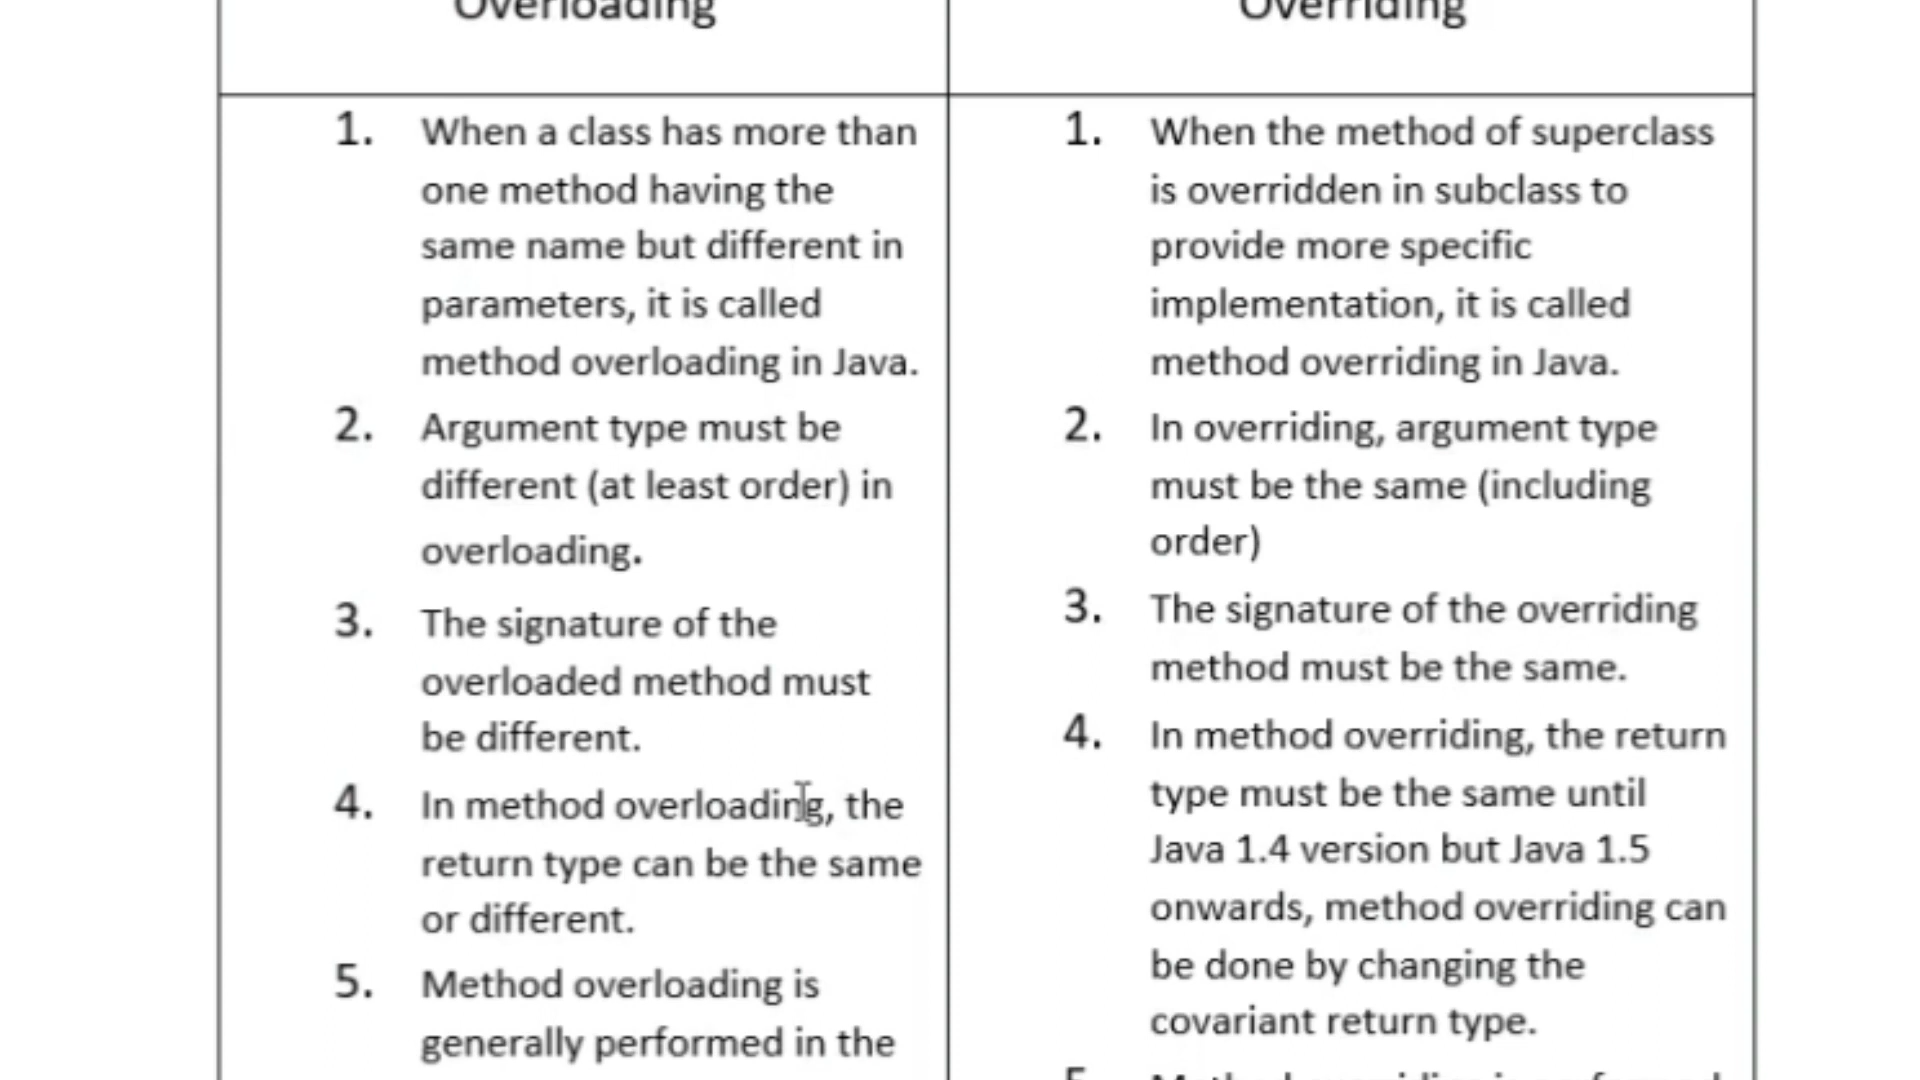 Overloading
Overriding
1. When a class has more than
one method having the
same name but different in
parameters, it is called
method overloading in Java.
2. Argument type must be
different (at least order) in
overloading.
3. The signature of the
overloaded method must
be different.
4. In method overloading, the
return type can be the same
or different.
5. Method overloading is
generally performed in the
1. When the method of superclass
is overridden in subclass to
provide more specific
implementation, it is called
method overriding in Java.
2. In overriding, argument type
must be the same (including
order)
3. The signature of the overriding
method must be the same.
4. In method overriding, the return
type must be the same until
Java 1.4 version but Java 1.5
onwards, method overriding can
be done by changing the
covariant return type.
5. Method overriding is performed